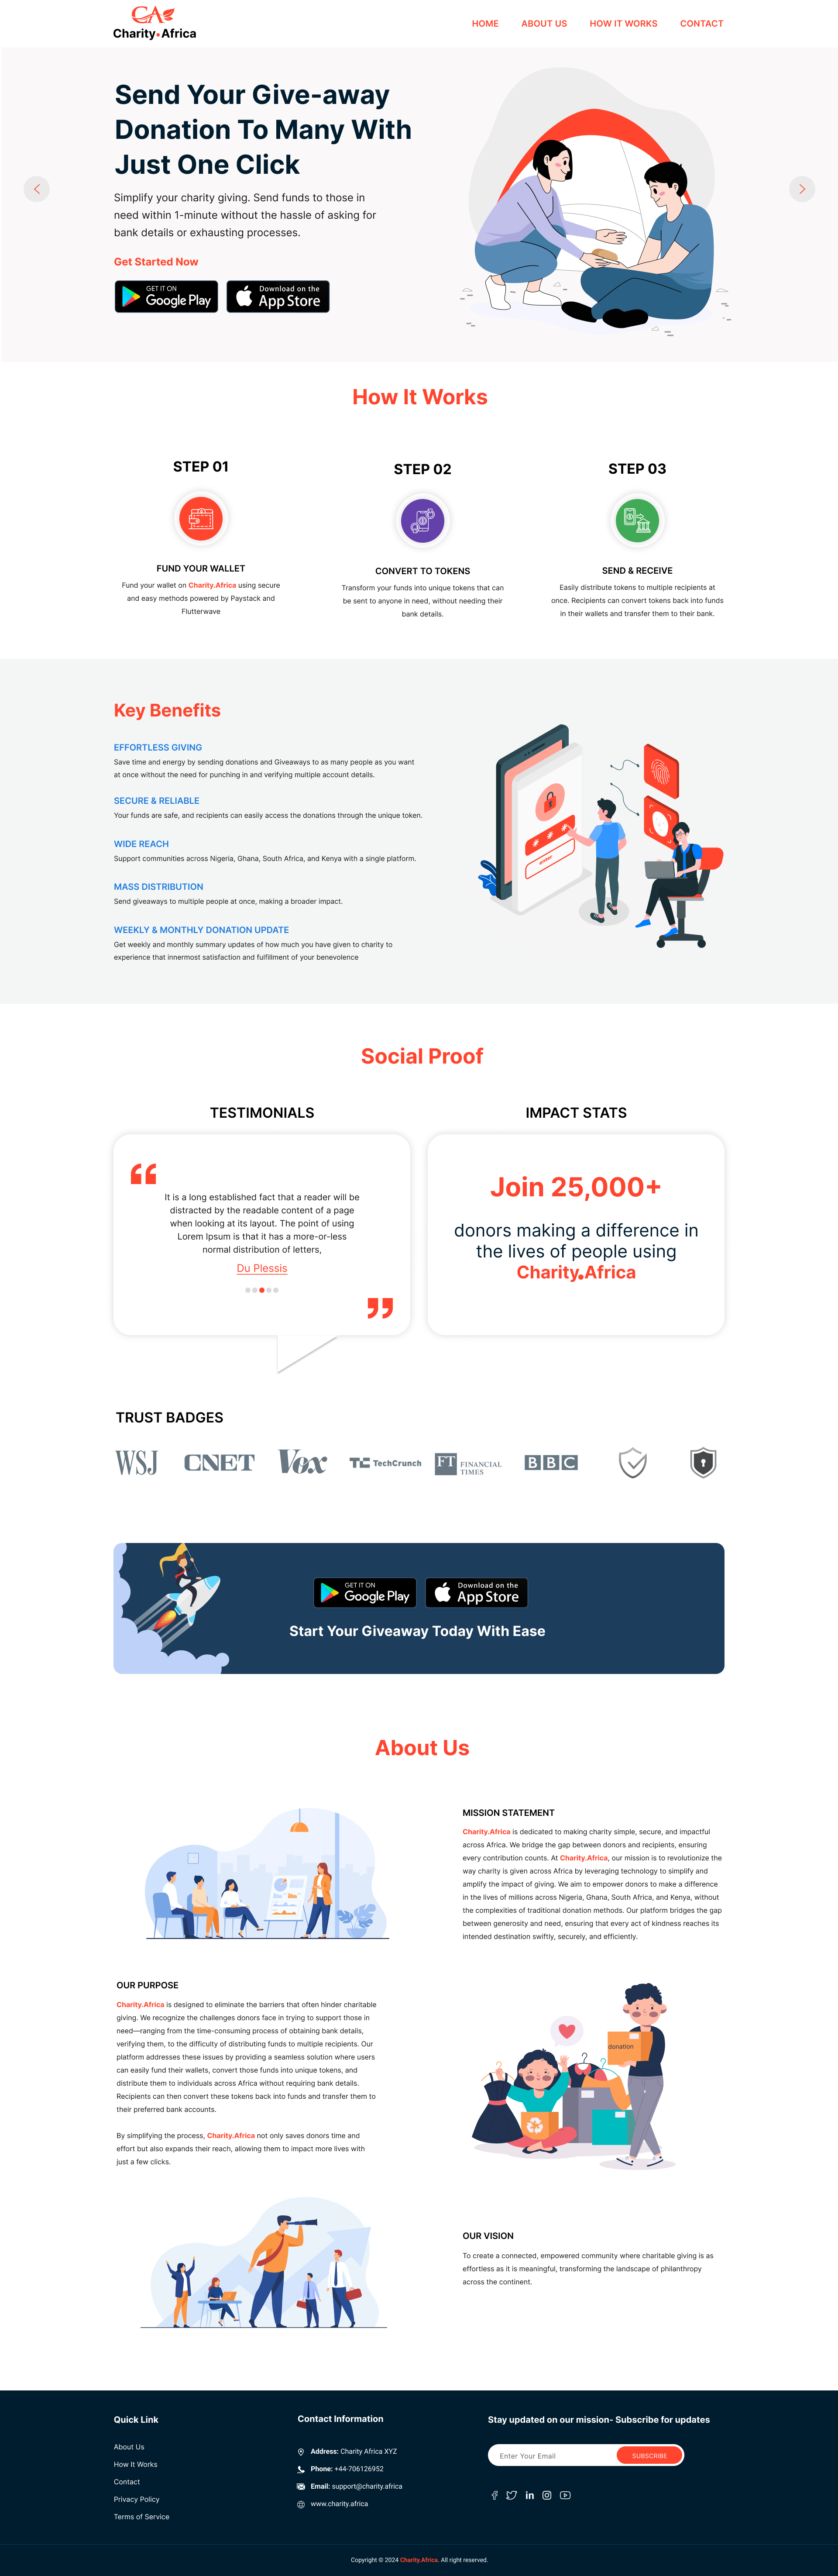 CA
Charity.Africa
HOME ABOUT US HOW IT WORKS CONTACT
Send Your Give-away
Donation To Many With
Just One Click
Simplify your charity giving. Send funds to those in
need within 1-minute without the hassle of asking for
bank details or exhausting processes.
Get Started Now
GET IT ON
Google Play
Download on the
App Store
How It Works
STEP 01
FUND YOUR WALLET
Fund your wallet on Charity.Africa using secure
and easy methods powered by Paystack and
Flutterwave
STEP 02
CONVERT TO TOKENS
Transform your funds into unique tokens that can
be sent to anyone in need, without needing their
bank details.
STEP 03
SEND & RECEIVE
Easily distribute tokens to multiple recipients at
once. Recipients can convert tokens back into funds
in their wallets and transfer them to their bank.
Key Benefits
EFFORTLESS GIVING
Save time and energy by sending donations and Giveaways to as many people as you want
at once without the need for punching in and verifying multiple account details.
SECURE & RELIABLE
Your funds are safe, and recipients can easily access the donations through the unique token.
WIDE REACH
Support communities across Nigeria, Ghana, South Africa, and Kenya with a single platform.
MASS DISTRIBUTION
Send giveaways to multiple people at once, making a broader impact.
WEEKLY & MONTHLY DONATION UPDATE
Get weekly and monthly summary updates of how much you have given to charity to
experience that innermost satisfaction and fulfillment of your benevolence
Social Proof
TESTIMONIALS
It is a long established fact that a reader will be
distracted by the readable content of a page
when looking at its layout. The point of using
Lorem Ipsum is that it has a more-or-less
normal distribution of letters,
Du Plessis
IMPACT STATS
Join 25,000+
donors making a difference in
the lives of people using
Charity.Africa
TRUST BADGES
WSJ
CNET
Vox
TC TechCrunch
FT FINANCIAL
TIMES
BBC
GET IT ON
Google Play
Download on the
App Store
Start Your Giveaway Today With Ease
About Us
MISSION STATEMENT
Charity.Africa is dedicated to making charity simple, secure, and impactful
across Africa. We bridge the gap between donors and recipients, ensuring
every contribution counts. At Charity.Africa, our mission is to revolutionize the
way charity is given across Africa by leveraging technology to simplify and
amplify the impact of giving. We aim to empower donors to make a difference
in the lives of millions across Nigeria, Ghana, South Africa, and Kenya, without
the complexities of traditional donation methods. Our platform bridges the gap
between generosity and need, ensuring that every act of kindness reaches its
intended destination swiftly, securely, and efficiently.
OUR PURPOSE
Charity.Africa is designed to eliminate the barriers that often hinder charitable
giving. We recognize the challenges donors face in trying to support those in
need—ranging from the time-consuming process of obtaining bank details,
verifying them, to the difficulty of distributing funds to multiple recipients. Our
platform addresses these issues by providing a seamless solution where users
can easily fund their wallets, convert those funds into unique tokens, and
distribute them to individuals across Africa without requiring bank details.
Recipients can then convert these tokens back into funds and transfer them to
their preferred bank accounts.
By simplifying the process, Charity.Africa not only saves donors time and
effort but also expands their reach, allowing them to impact more lives with
just a few clicks.
donation
OUR VISION
To create a connected, empowered community where charitable giving is as
effortless as it is meaningful, transforming the landscape of philanthropy
across the continent.
Quick Link
About Us
How It Works
Contact
Privacy Policy
Terms of Service
Contact Information
Address: Charity Africa XYZ
Phone: +44-706126952
Email: support@charity.africa
www.charity.africa
Stay updated on our mission- Subscribe for updates
Enter Your Email
SUBSCRIBE
Copyright © 2024 Charity.Africa. All right reserved.